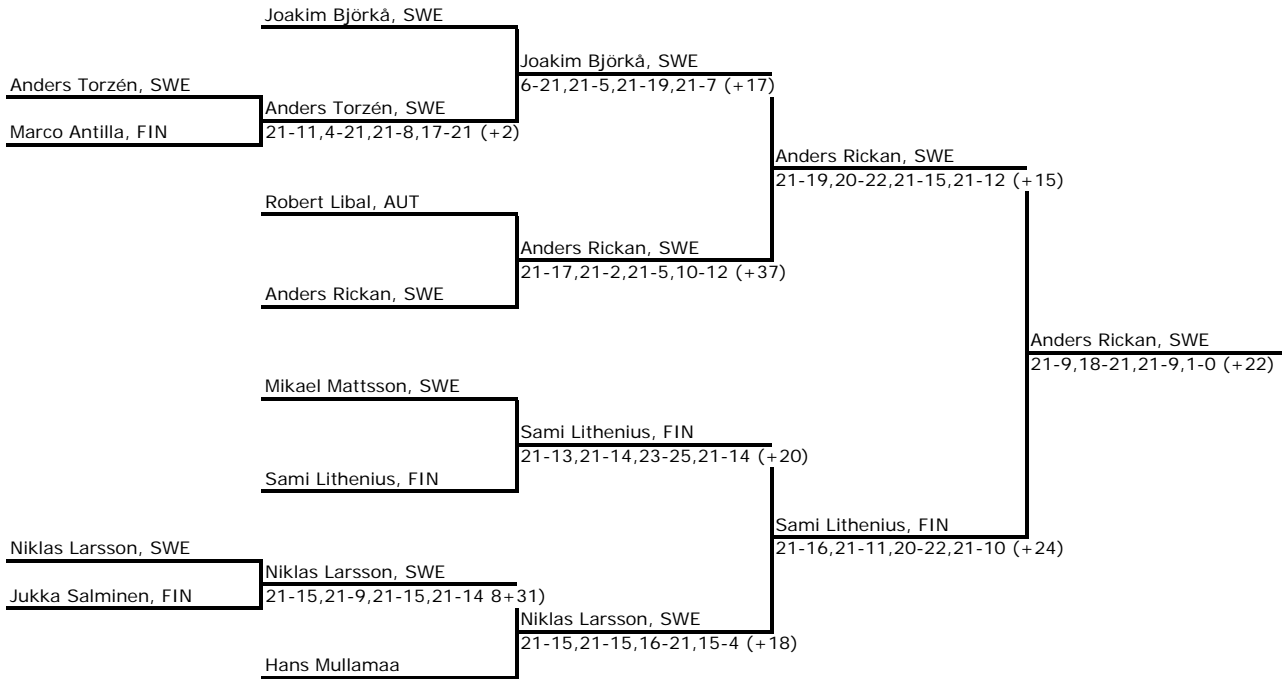 Joakim Björkå, SWE
Joakim Björkå, SWE
6-21,21-5,21-19,21-7 (+17)
Anders Torzén, SWE
Anders Torzén, SWE
21-11,4-21,21-8,17-21 (+2)
Marco Antilla, FIN
Anders Rickan, SWE
21-19,20-22,21-15,21-12 (+15)
Robert Libal, AUT
Anders Rickan, SWE
21-17,21-2,21-5,10-12 (+37)
Anders Rickan, SWE
Anders Rickan, SWE
21-9,18-21,21-9,1-0 (+22)
Mikael Mattsson, SWE
Sami Lithenius, FIN
21-13,21-14,23-25,21-14 (+20)
Sami Lithenius, FIN
Sami Lithenius, FIN
21-16,21-11,20-22,21-10 (+24)
Niklas Larsson, SWE
Niklas Larsson, SWE
21-15,21-9,21-15,21-14 8+31)
Jukka Salminen, FIN
Niklas Larsson, SWE
21-15,21-15,16-21,15-4 (+18)
Hans Mullamaa